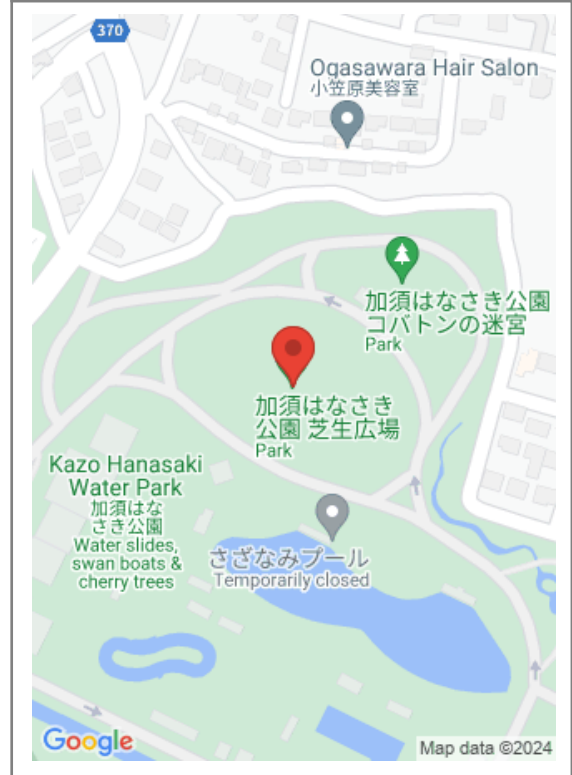 370
Ogasawara Hair Salon
小笠原美容室
加須はなさき公園
コバトンの迷宮
Park
加須はなさき
公園 芝生広場
Park
Kazo Hanasaki
Water Park
加須はな
さき公園
Water slides,
swan boats &
cherry trees
さざなみプール
Temporarily closed
Google
Map data ©2024